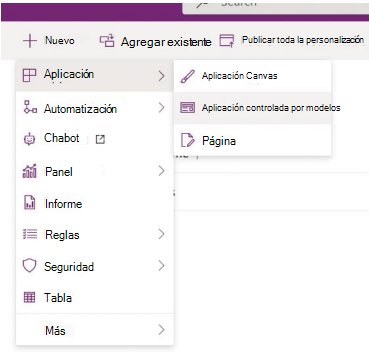 Search
Nuevo
Agregar existente
Publicar toda la personalización
Aplicación
Aplicación Canvas
Automatización
Aplicación controlada por modelos
Chabot
Página
Panel
Informe
Reglas
Seguridad
Tabla
Más